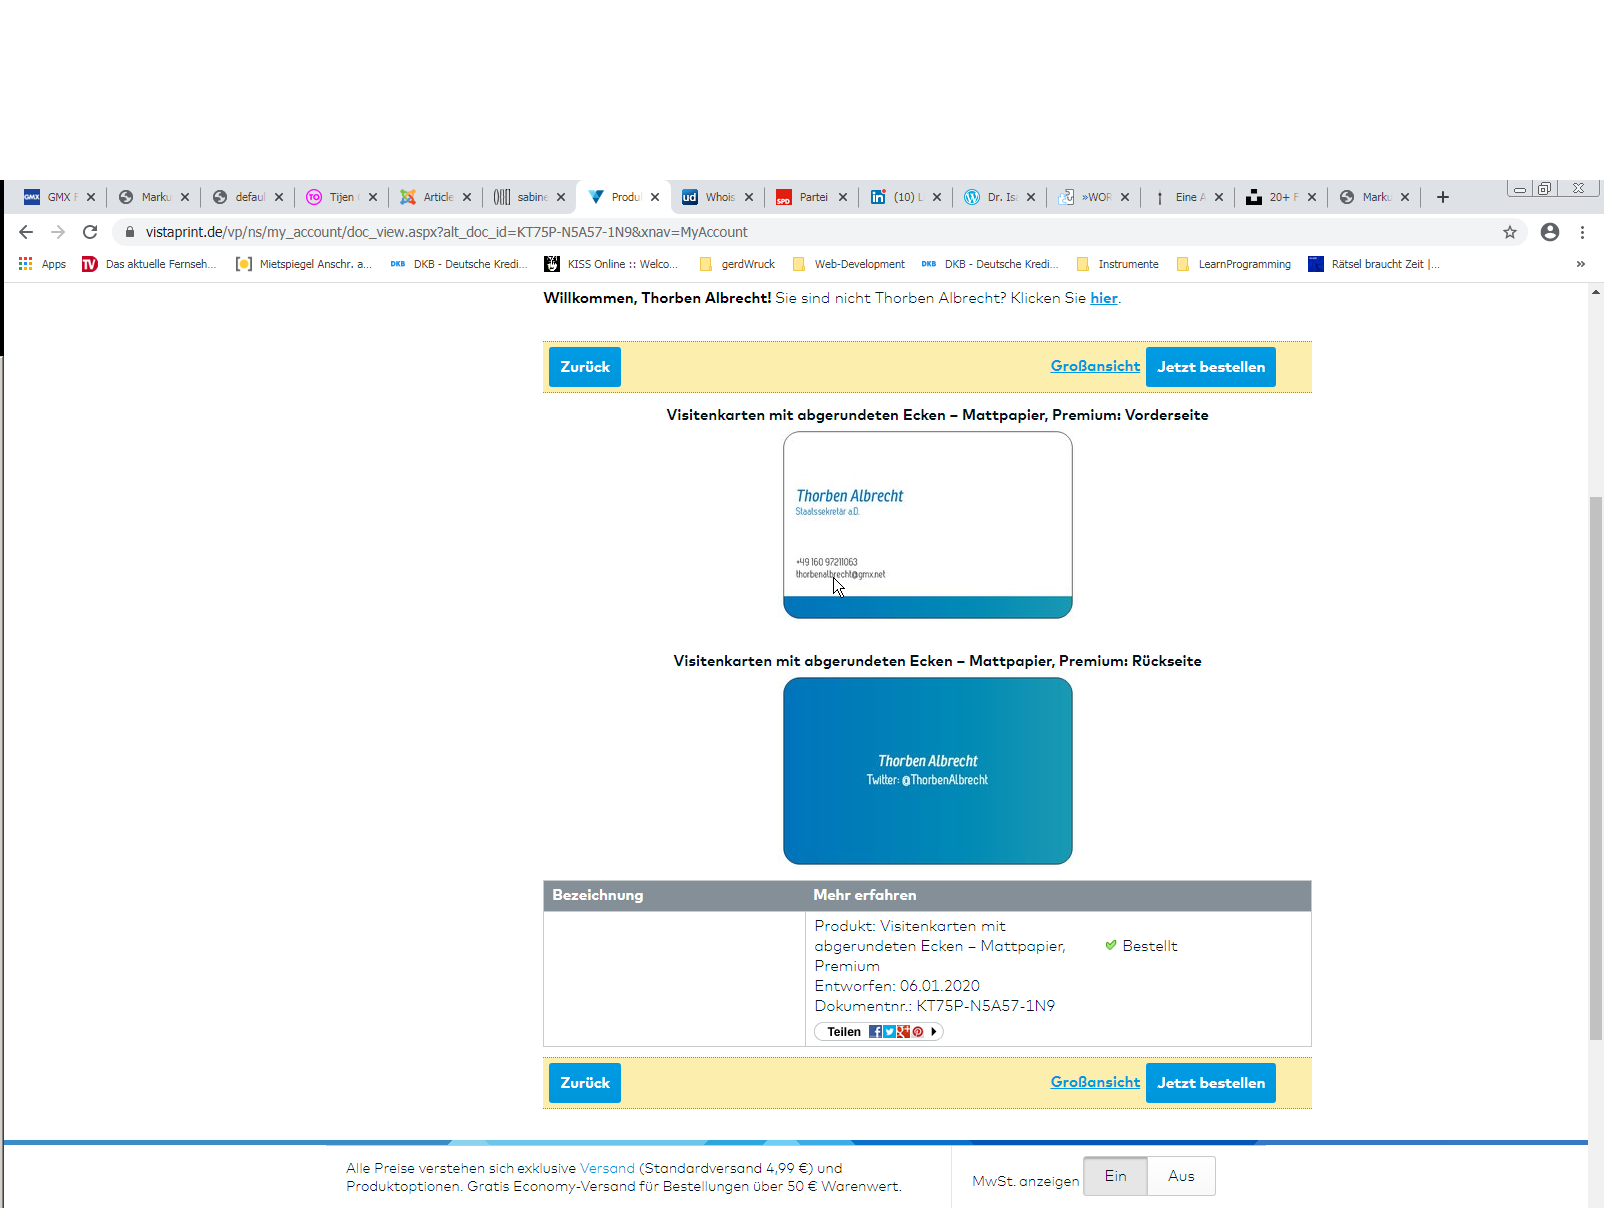 GMX F
Marku
defaul
Tijen
Article
sabine
Produ
Whois
Partei
(10) L
Dr. Isa
»WOR
Eine A
20+ F
Marku
vistaprint.de/vp/ns/my_account/doc_view.aspx?alt_doc_id=KT75P-N5A57-1N9&xnav=MyAccount
Apps
Das aktuelle Fernseh...
Mietspiegel Anschr. a...
DKB - Deutsche Kredi...
KISS Online :: Welco...
gerdWruck
Web-Development
DKB - Deutsche Kredi...
Instrumente
LearnProgramming
Rätsel braucht Zeit |...
»
Willkommen, Thorben Albrecht! Sie sind nicht Thorben Albrecht? Klicken Sie hier.
Zurück
Großansicht
Jetzt bestellen
Visitenkarten mit abgerundeten Ecken – Mattpapier, Premium: Vorderseite
Thorben Albrecht
Staatssekretär a.D.
+49 160 97211063
thorbenalbrecht@gmx.net
Visitenkarten mit abgerundeten Ecken – Mattpapier, Premium: Rückseite
Thorben Albrecht
Twitter: @ThorbenAlbrecht
Bezeichnung
Mehr erfahren
Produkt: Visitenkarten mit
abgerundeten Ecken – Mattpapier,
Premium
Bestellt
Entworfen: 06.01.2020
Dokumentnr.: KT75P-N5A57-1N9
Teilen
Zurück
Großansicht
Jetzt bestellen
Alle Preise verstehen sich exklusive Versand (Standardversand 4,99 €) und
Produktoptionen. Gratis Economy-Versand für Bestellungen über 50 € Warenwert.
MwSt. anzeigen
Ein
Aus